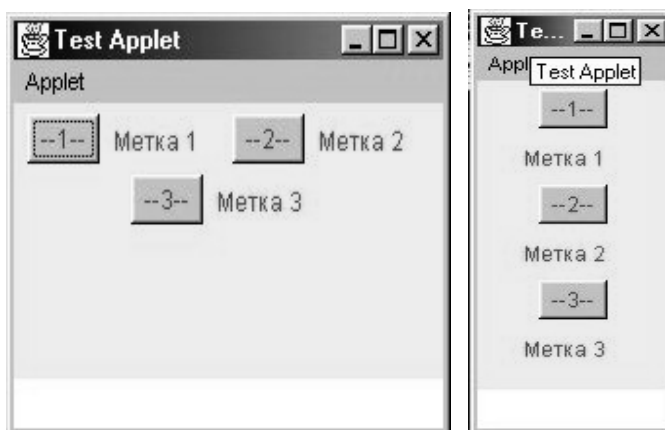 Test Applet
Applet
--1-- Метка 1 --2-- Метка 2
--3-- Метка 3
Te...
Appl
Test Applet
--1--
Метка 1
--2--
Метка 2
--3--
Метка 3